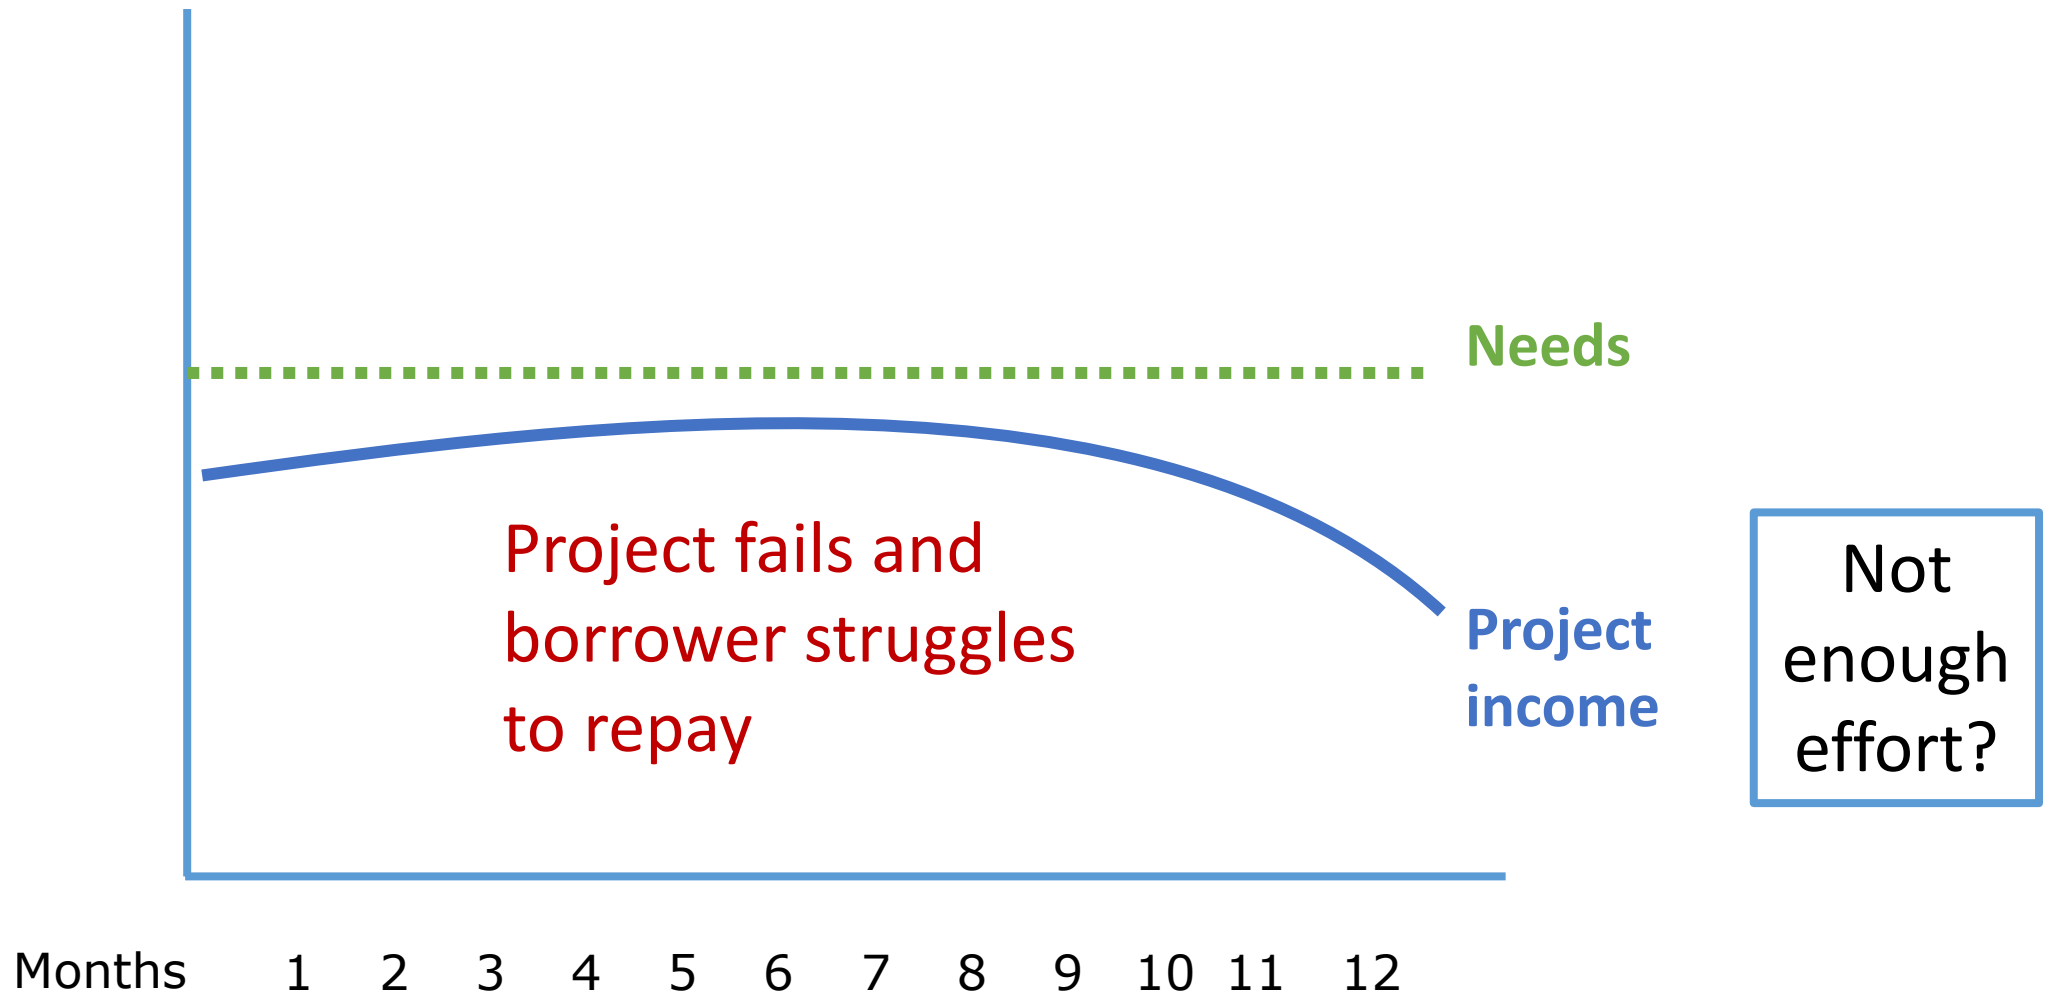 Needs
Project fails and
borrower struggles
to repay
Project
income
Not
enough
effort?
Months 1 2 3 4 5 6 7 8 9 10 11 12